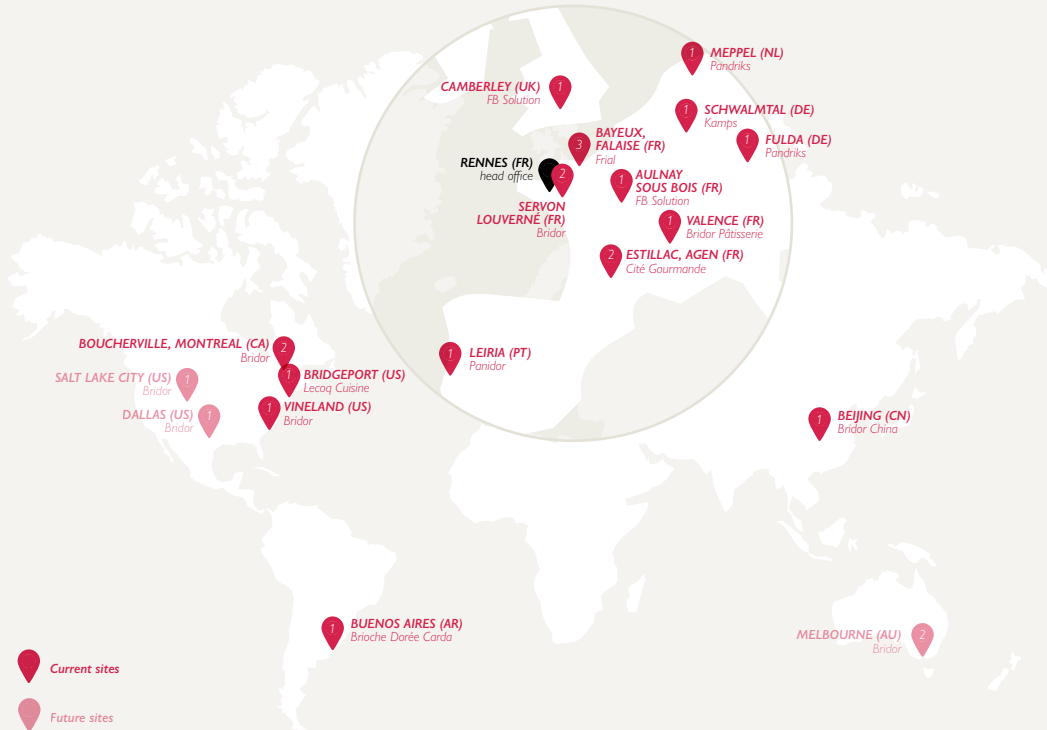 1 MEPPEL (NL)
Pandriks
CAMBERLEY (UK) 1
FB Solution
1 SCHWALMTAL (DE)
Kamps
3 BAYEUX,
FALAISE (FR)
Frial
1 FULDA (DE)
Pandriks
RENNES (FR)
head office
2
SERVON
LOUVERNÉ (FR)
Bridor
1 AULNAY
SOUS BOIS (FR)
FB Solution
1 VALENCE (FR)
Bridor Pâtisserie
2 ESTILLAC, AGEN (FR)
Cité Gourmande
1 LEIRIA (PT)
Panidor
BOUCHERVILLE, MONTREAL (CA) 2
Bridor
SALT LAKE CITY (US) 1
Bridor
1 BRIDGEPORT (US)
Lecoq Cuisine
DALLAS (US) 1
Bridor
1 VINELAND (US)
Bridor
1 BEIJING (CN)
Bridor China
1 BUENOS AIRES (AR)
Brioche Dorée Carda
MELBOURNE (AU) 2
Bridor
Current sites
Future sites